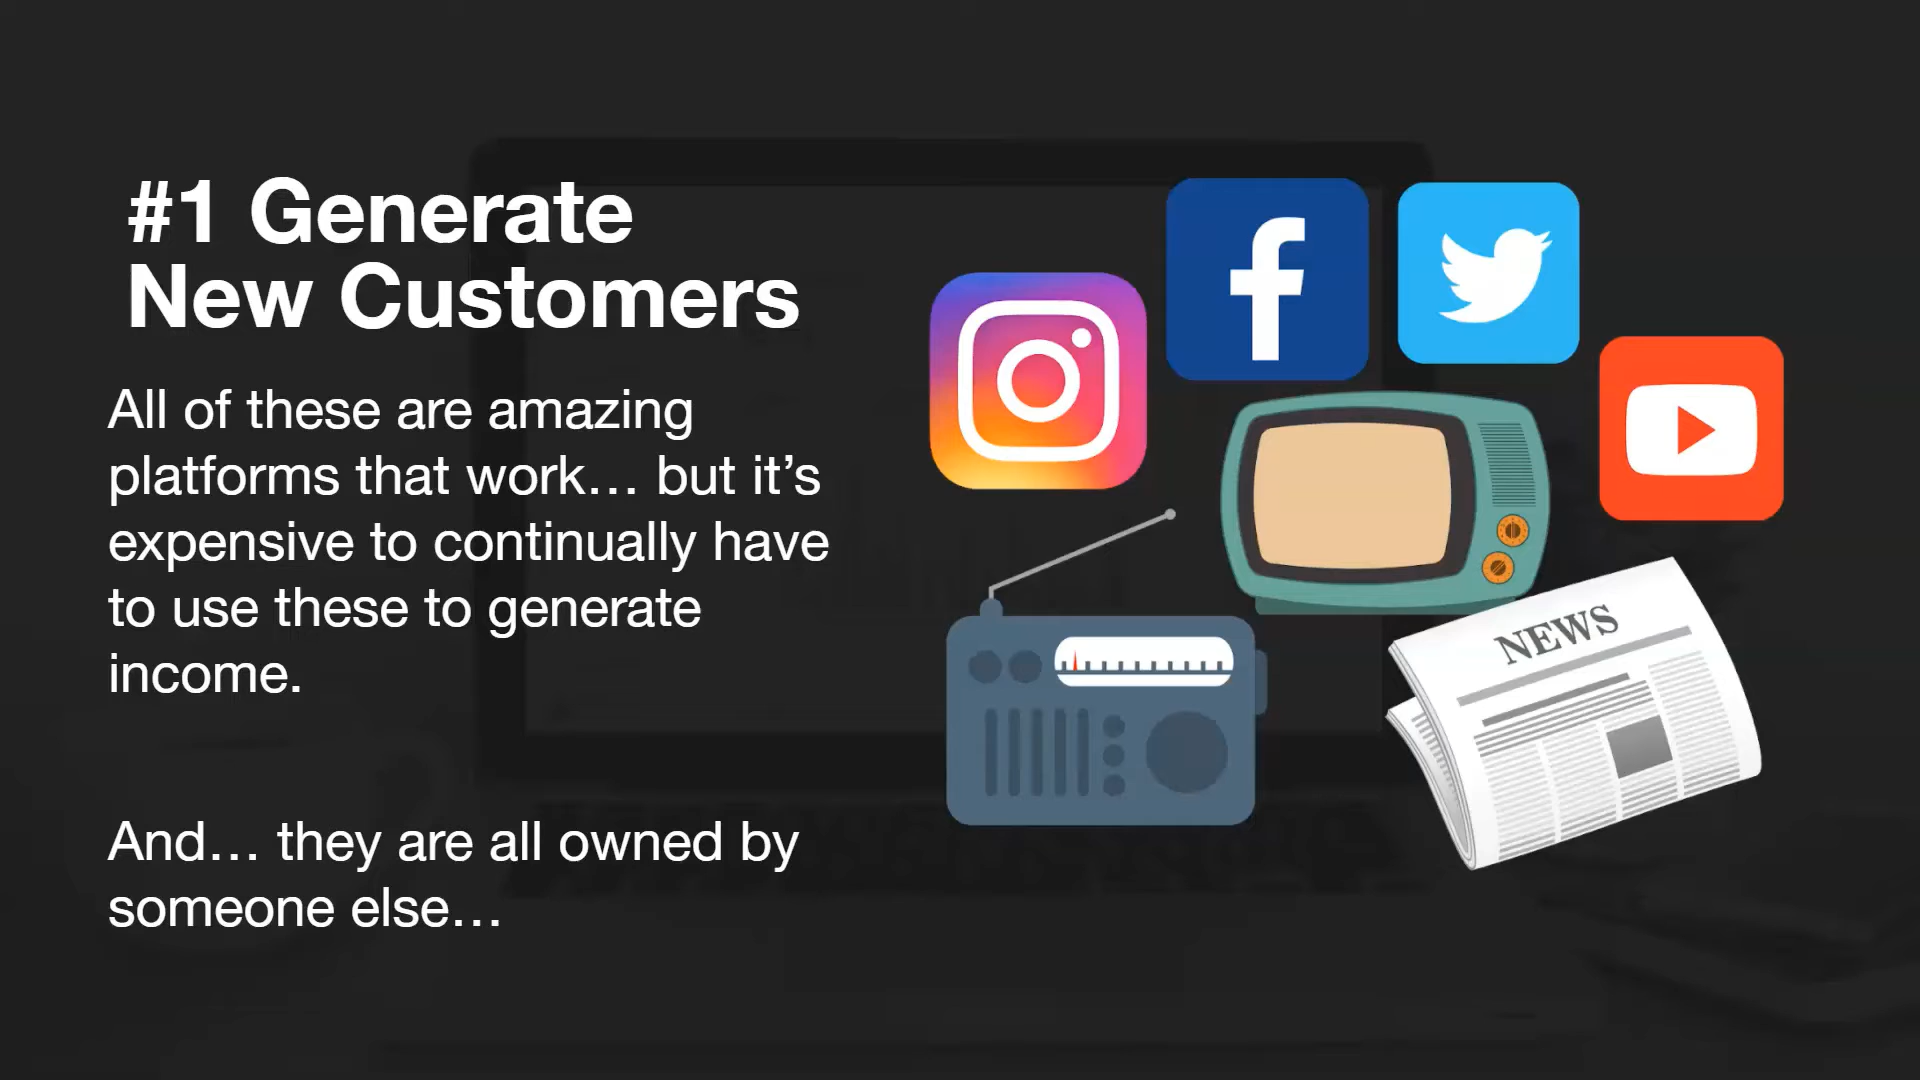 #1 Generate
New Customers
All of these are amazing
platforms that work… but it’s
expensive to continually have
to use these to generate
income.
And… they are all owned by
someone else…
NEWS